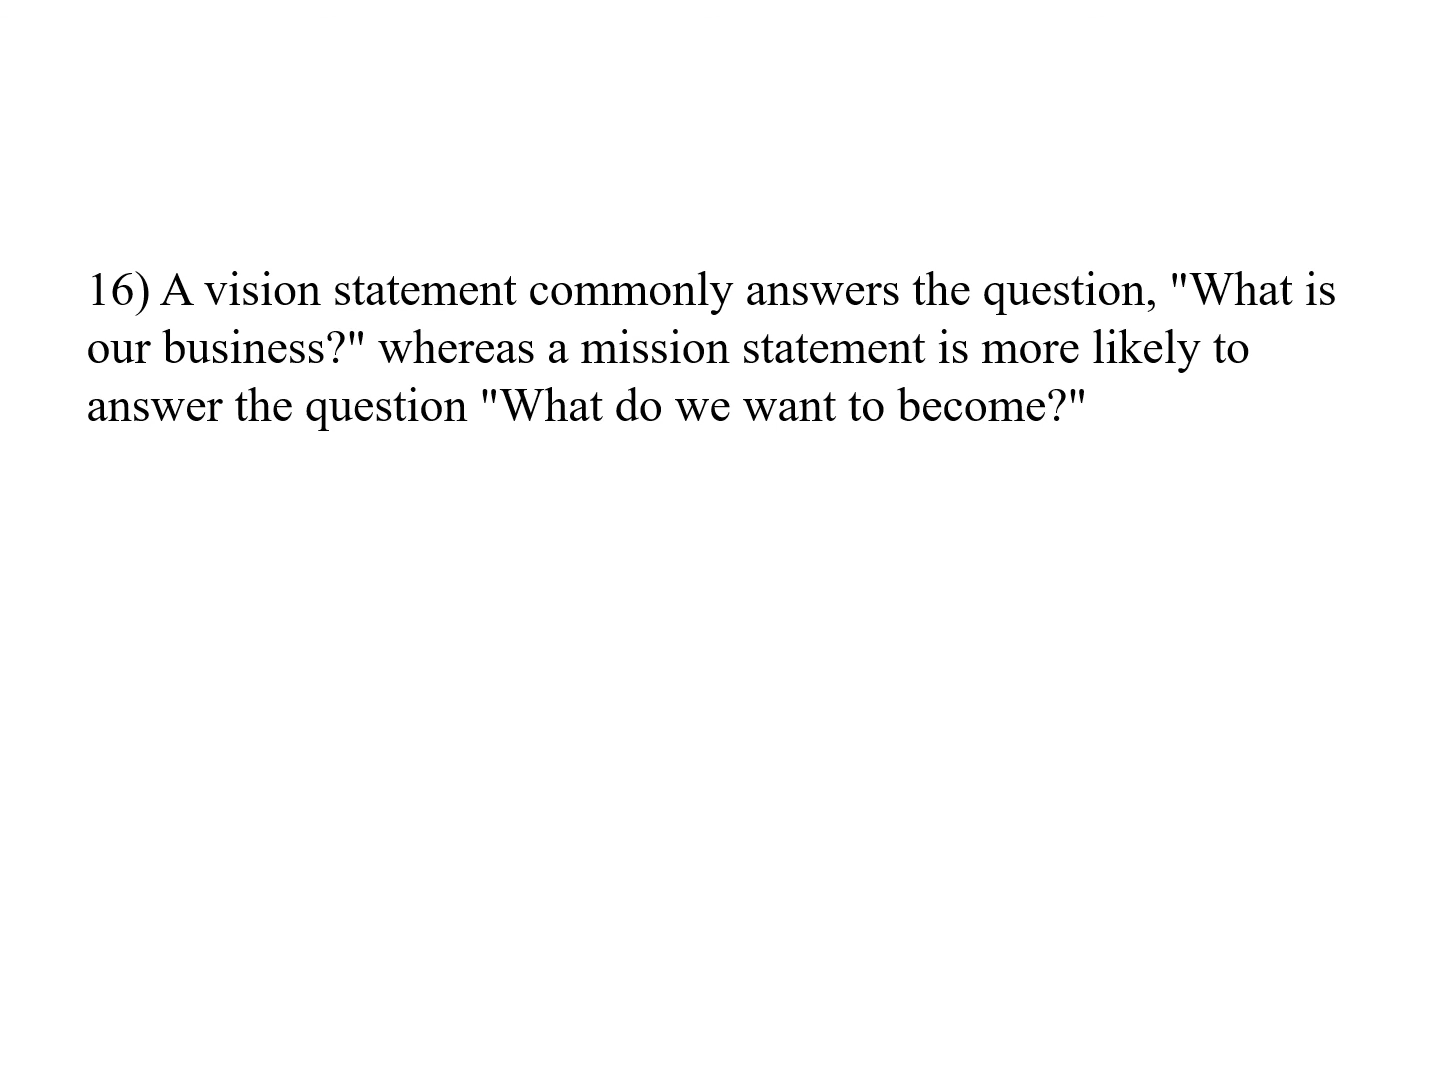 16) A vision statement commonly answers the question, "What is
our business?" whereas a mission statement is more likely to
answer the question "What do we want to become?"